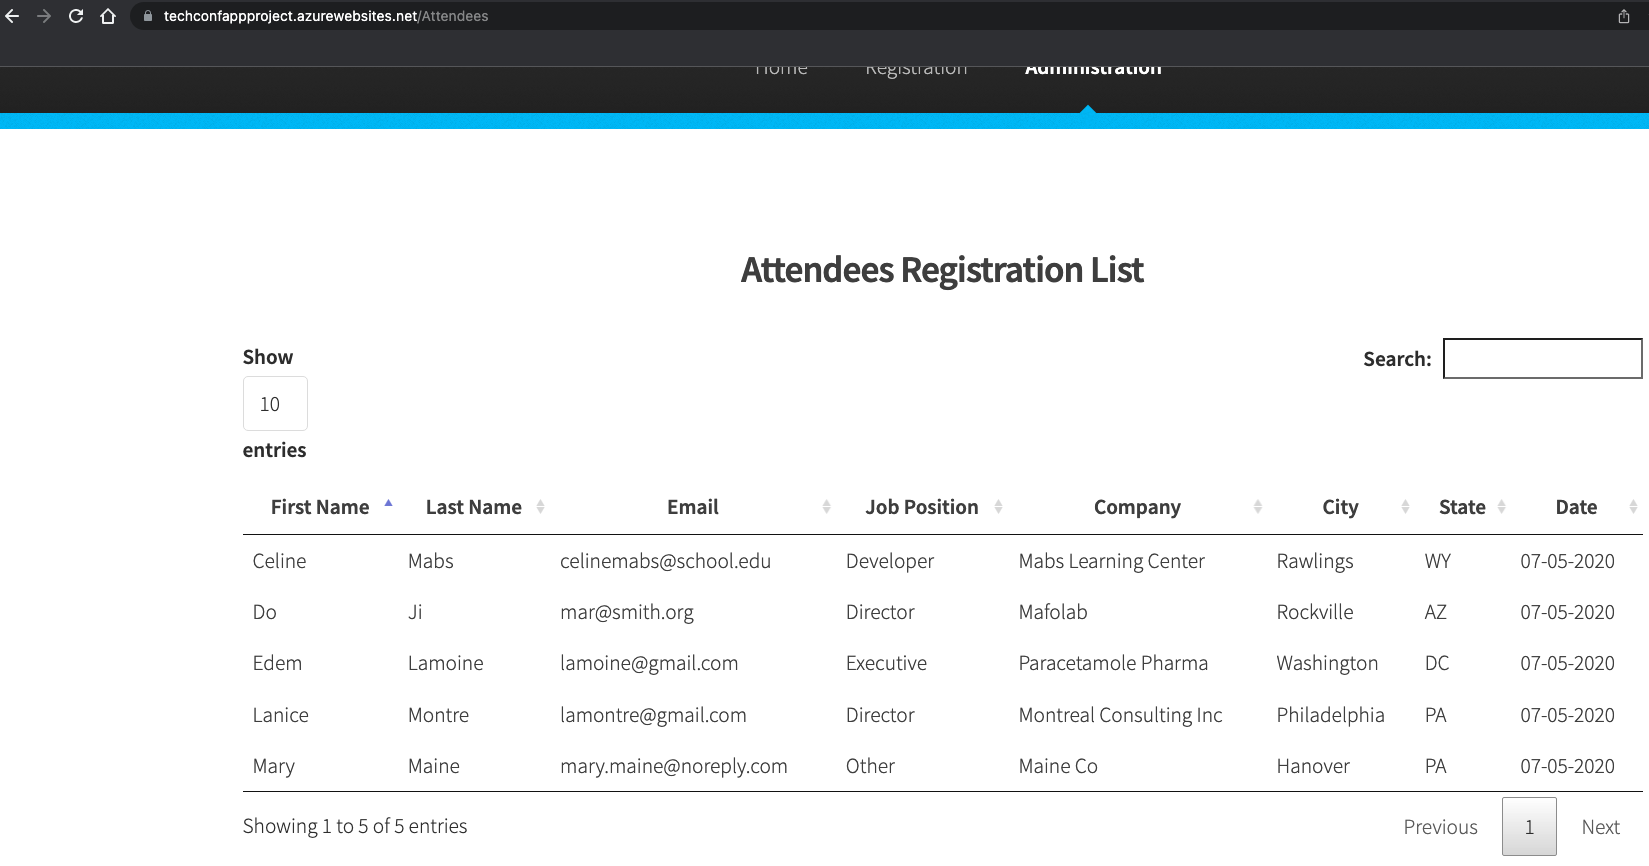 techconfappproject.azurewebsites.net/Attendees
Home Registration Administration
Attendees Registration List
Show
10
entries
Search:
First Name Last Name Email Job Position Company City State Date
Celine Mabs celinemabs@school.edu Developer Mabs Learning Center Rawlings WY 07-05-2020
Do Ji mar@smith.org Director Mafolab Rockville AZ 07-05-2020
Edem Lamoine lamoine@gmail.com Executive Paracetamole Pharma Washington DC 07-05-2020
Lanice Montre lamontre@gmail.com Director Montreal Consulting Inc Philadelphia PA 07-05-2020
Mary Maine mary.maine@noreply.com Other Maine Co Hanover PA 07-05-2020
Showing 1 to 5 of 5 entries
Previous 1 Next